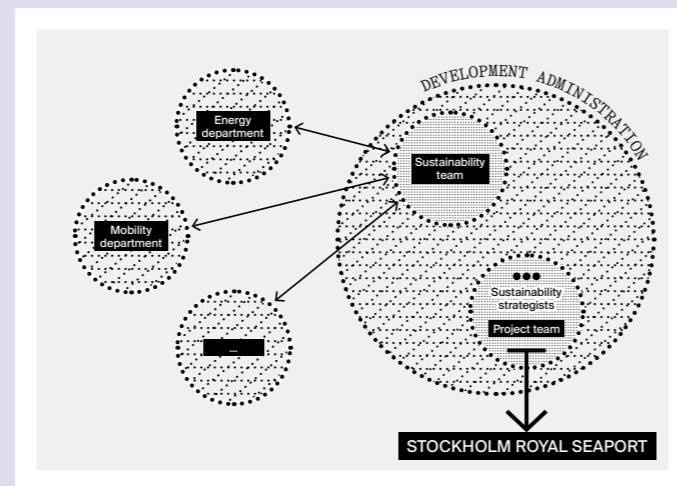 DEVELOPMENT ADMINISTRATION
Energy
department
Sustainability
team
Mobility
department
Sustainability
strategists
Project team
...
STOCKHOLM ROYAL SEAPORT